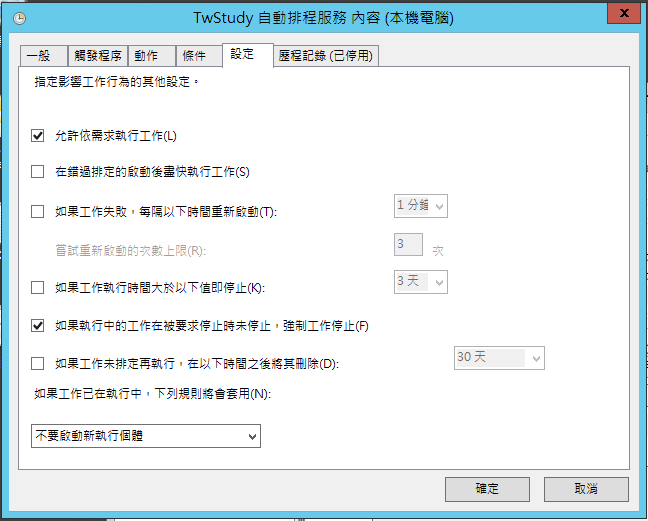 TwStudy 自動排程服務 內容 (本機電腦)
一般 觸發程序 動作 條件 設定 歷程記錄 (已停用)
指定影響工作行為的其他設定。
允許依需求執行工作(L)
在錯過排定的啟動後盡快執行工作(S)
如果工作失敗，每隔以下時間重新啟動(T): 1 分鐘
嘗試重新啟動的次數上限(R): 3 次
如果工作執行時間大於以下值即停止(K): 3 天
如果執行中的工作在被要求停止時未停止，強制工作停止(F)
如果工作未排定再執行，在以下時間之後將其刪除(D): 30 天
如果工作已在執行中，下列規則將會套用(N):
不要啟動新執行個體
確定 取消